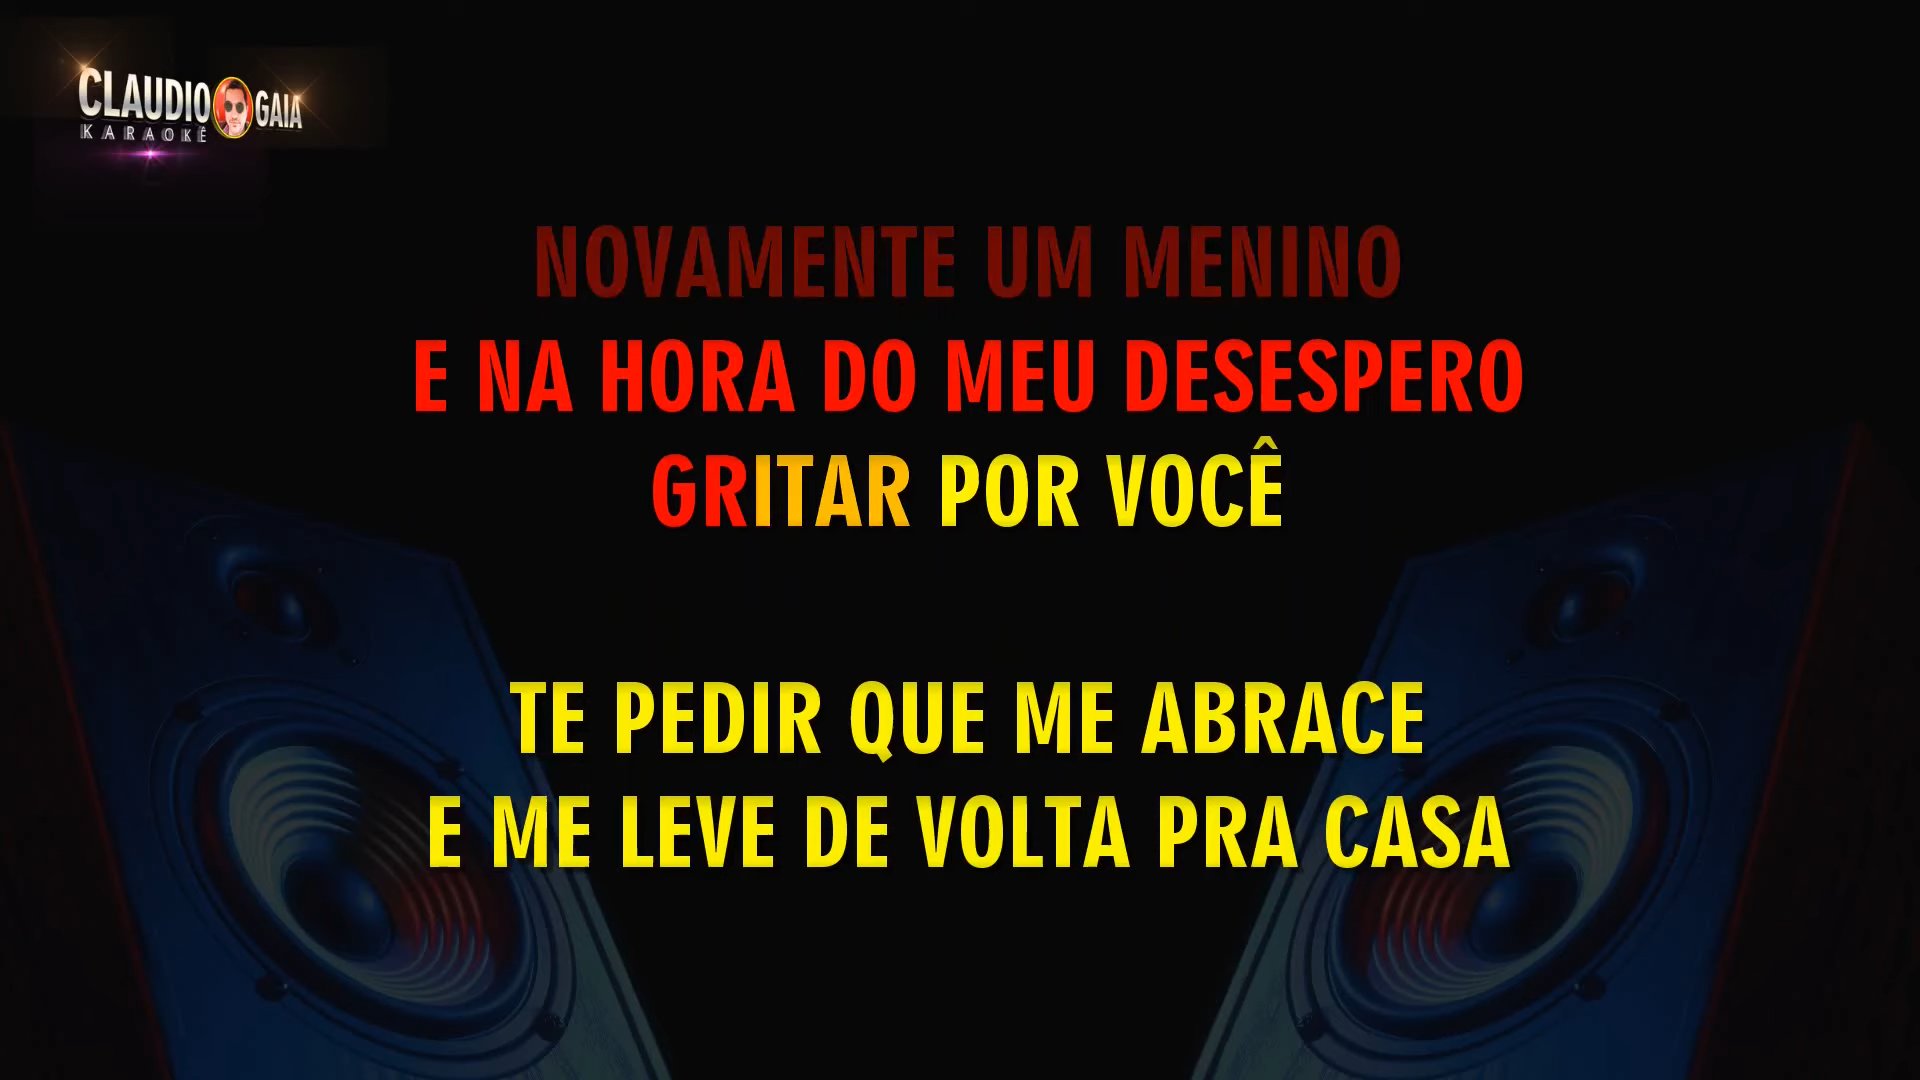 CLAUDIO GAIA
KARAOKÊ
NOVAMENTE UM MENINO
E NA HORA DO MEU DESESPERO
GRITAR POR VOCÊ
TE PEDIR QUE ME ABRACE
E ME LEVE DE VOLTA PRA CASA